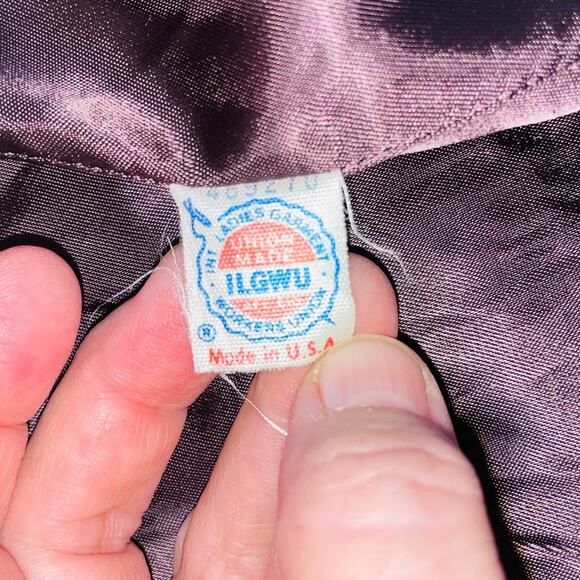 INT. LADIES GARMENT
UNION
MADE
ILGWU
WORKERS UNION
®
Made in U.S.A